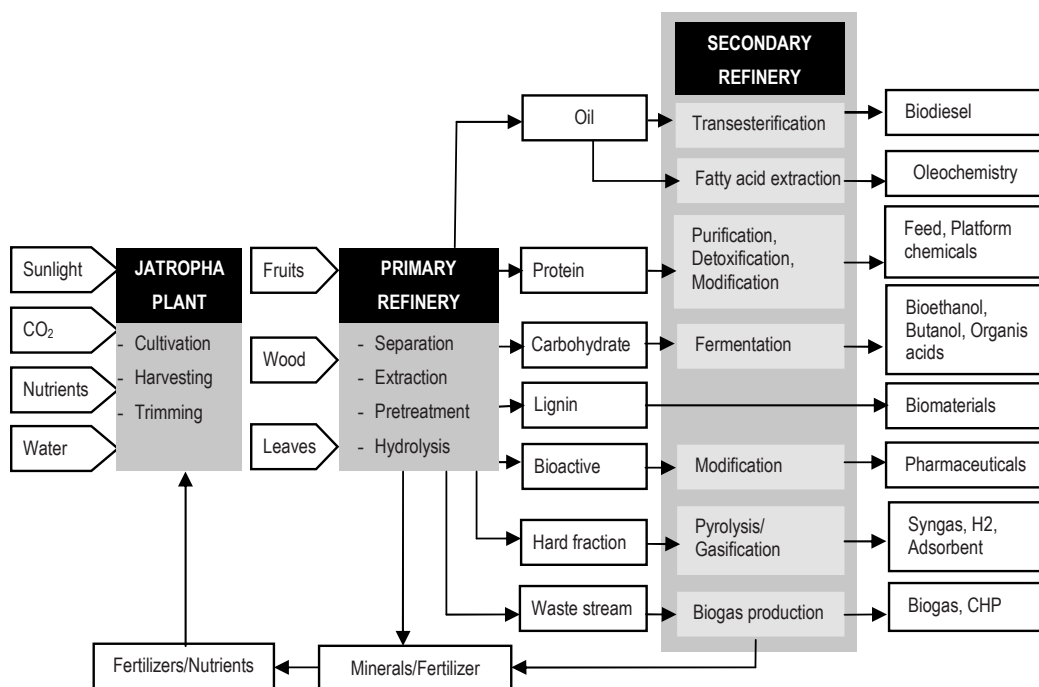 SECONDARY
REFINERY
Oil
Transesterification
Biodiesel
Fatty acid extraction
Oleochemistry
Sunlight
CO₂
Nutrients
Water
JATROPHA
PLANT
- Cultivation
- Harvesting
- Trimming
Fruits
Wood
Leaves
PRIMARY
REFINERY
- Separation
- Extraction
- Pretreatment
- Hydrolysis
Protein
Purification,
Detoxification,
Modification
Feed, Platform
chemicals
Carbohydrate
Fermentation
Bioethanol,
Butanol, Organis
acids
Lignin
Biomaterials
Bioactive
Modification
Pharmaceuticals
Hard fraction
Pyrolysis/
Gasification
Syngas, H2,
Adsorbent
Waste stream
Biogas production
Biogas, CHP
Fertilizers/Nutrients
Minerals/Fertilizer